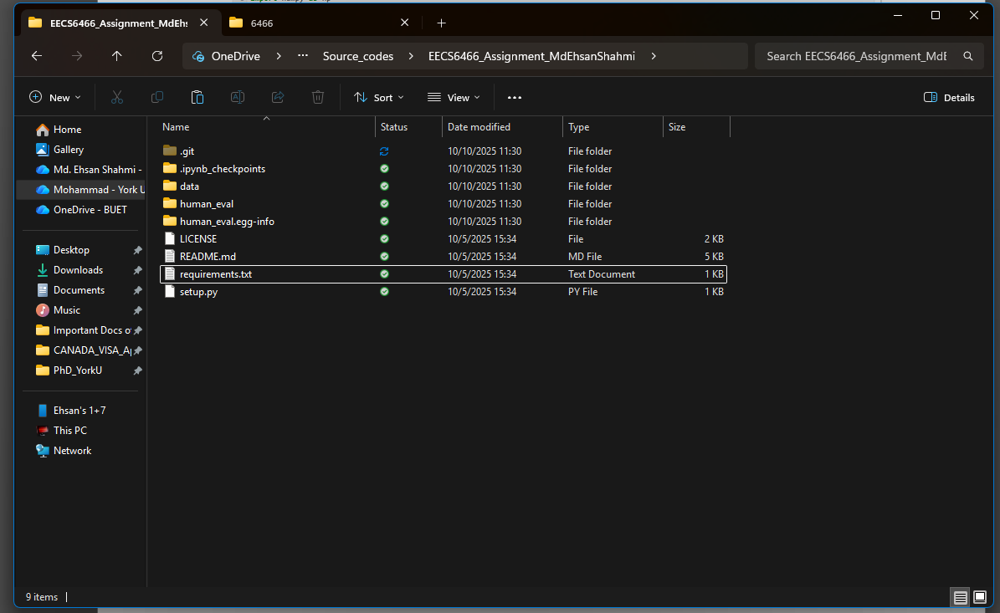 EECS6466_Assignment_MdEhs
6466
OneDrive > ... Source_codes > EECS6466_Assignment_MdEhsanShahmi >
Search EECS6466_Assignment_MdE
New Sort View ... Details
Home
Gallery
Md. Ehsan Shahmi -
Mohammad - York U
OneDrive - BUET
Desktop
Downloads
Documents
Music
Important Docs o
CANADA_VISA_Ap
PhD_YorkU
Ehsan's 1+7
This PC
Network
Name Status Date modified Type Size
.git 10/10/2025 11:30 File folder
.ipynb_checkpoints 10/10/2025 11:30 File folder
data 10/10/2025 11:30 File folder
human_eval 10/10/2025 11:30 File folder
human_eval.egg-info 10/10/2025 11:30 File folder
LICENSE 10/5/2025 15:34 File 2 KB
README.md 10/5/2025 15:34 MD File 5 KB
requirements.txt 10/5/2025 15:34 Text Document 1 KB
setup.py 10/5/2025 15:34 PY File 1 KB
9 items